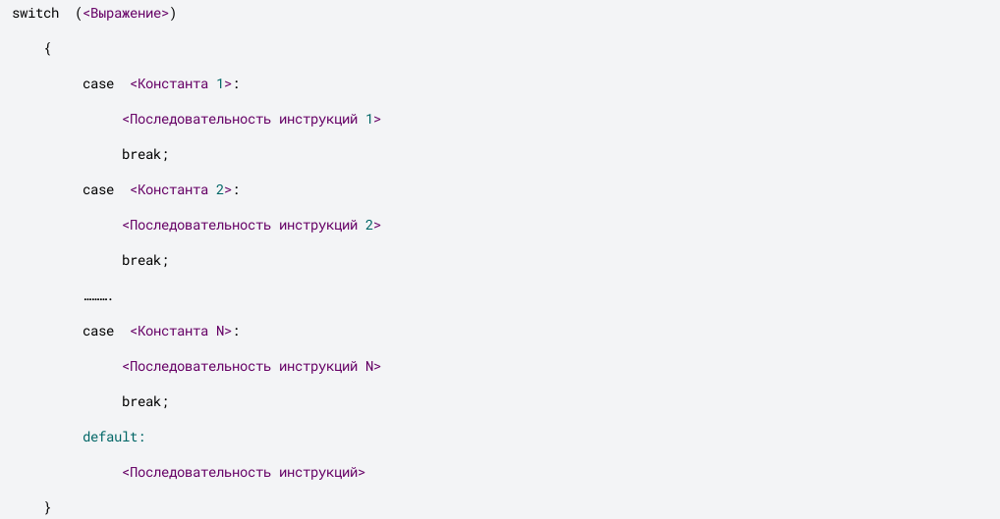 switch (<Выражение>)
{
case <Константа 1>:
<Последовательность инструкций 1>
break;
case <Константа 2>:
<Последовательность инструкций 2>
break;
……….
case <Константа N>:
<Последовательность инструкций N>
break;
default:
<Последовательность инструкций>
}